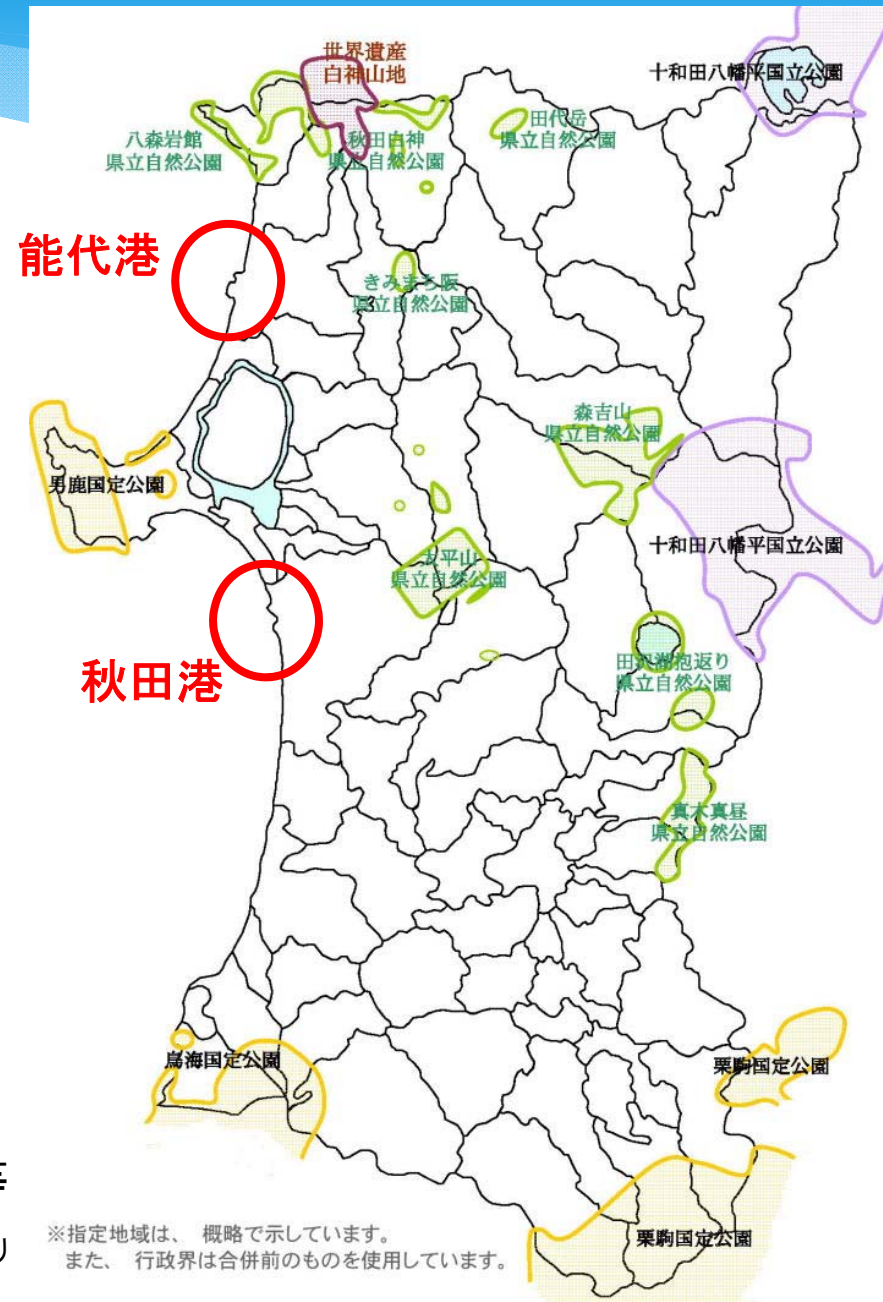 世界遺産
白神山地
十和田八幡平国立公園
八森岩館
県立自然公園
秋田白神
県立自然公園
田代岳
県立自然公園
能代港
きみまち阪
県立自然公園
森吉山
県立自然公園
男鹿国定公園
十和田八幡平国立公園
太平山
県立自然公園
秋田港
田沢湖抱返り
県立自然公園
真木真昼
県立自然公園
鳥海国定公園
栗駒国定公園
栗駒国定公園
※指定地域は、 概略で示しています。
また、 行政界は合併前のものを使用しています。